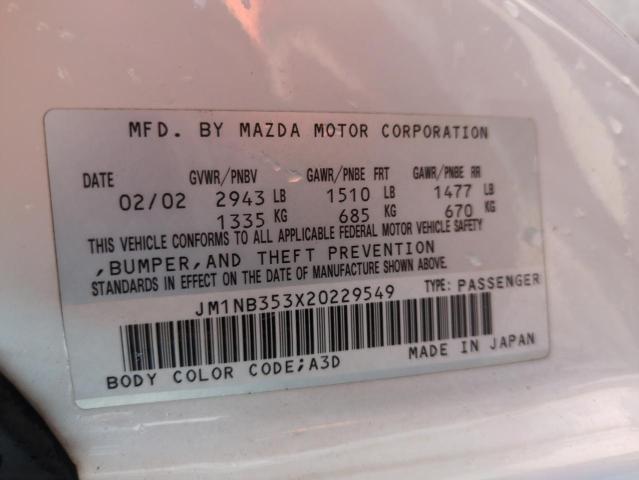 MFD. BY MAZDA MOTOR CORPORATION
DATE GVWR/PNBV GAWR/PNBE FRT GAWR/PNBE RR
02/02 2943 LB 1510 LB 1477 LB
1335 KG 685 KG 670 KG
THIS VEHICLE CONFORMS TO ALL APPLICABLE FEDERAL MOTOR VEHICLE SAFETY
,BUMPER,AND THEFT PREVENTION
STANDARDS IN EFFECT ON THE DATE OF MANUFACTURE SHOWN ABOVE.
JM1NB353X20229549 TYPE: PASSENGER
BODY COLOR CODE;A3D MADE IN JAPAN